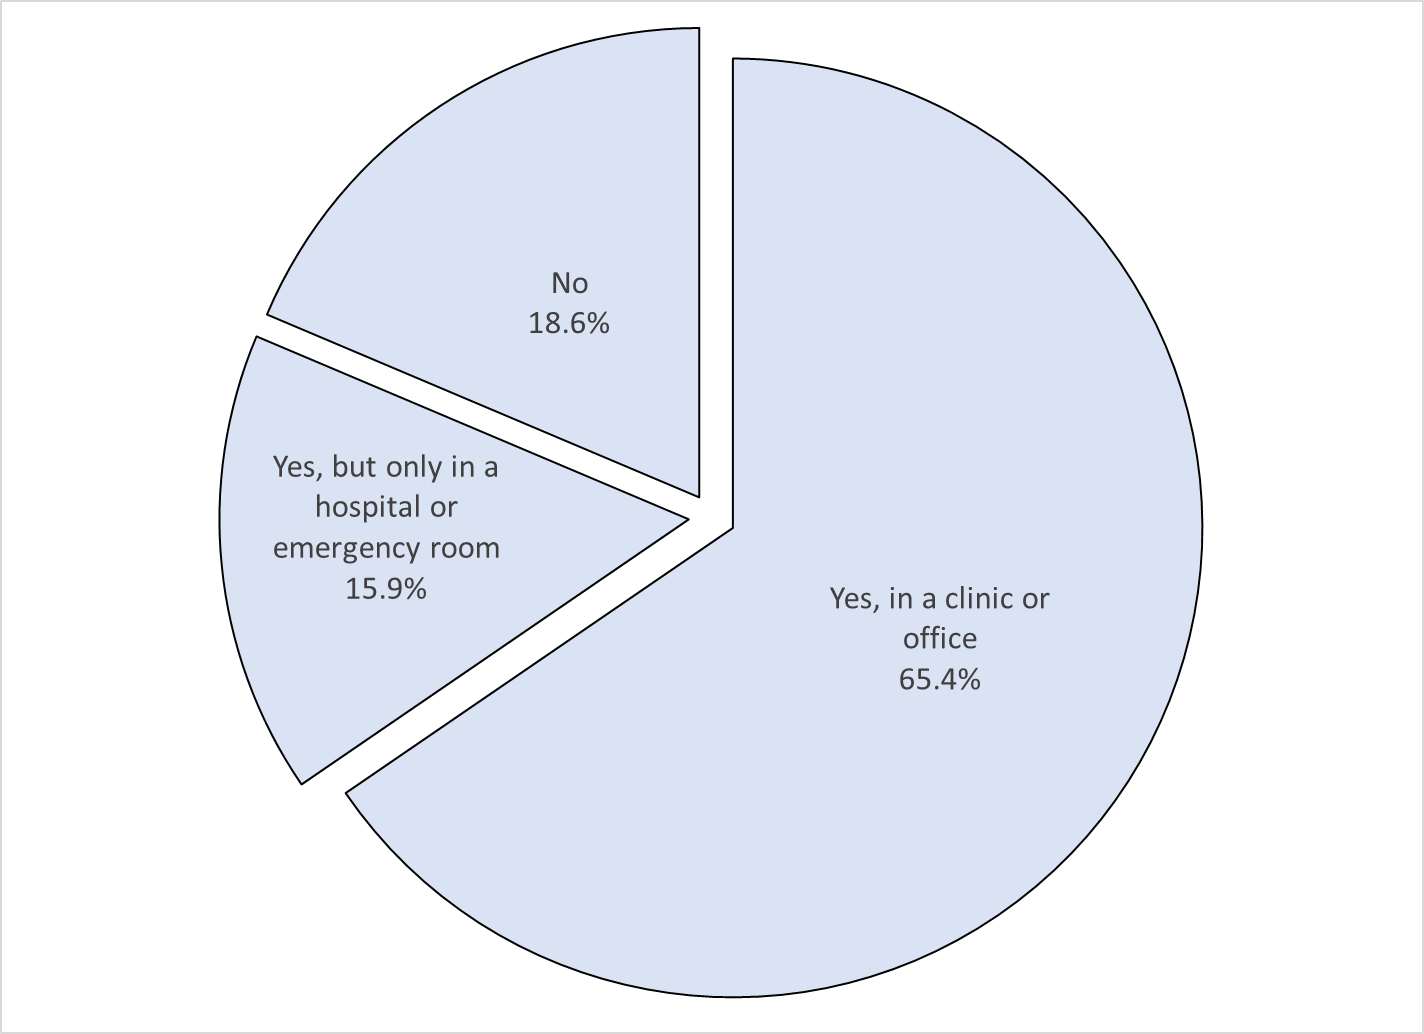 No
18.6%
Yes, but only in a
hospital or
emergency room
15.9%
Yes, in a clinic or
office
65.4%